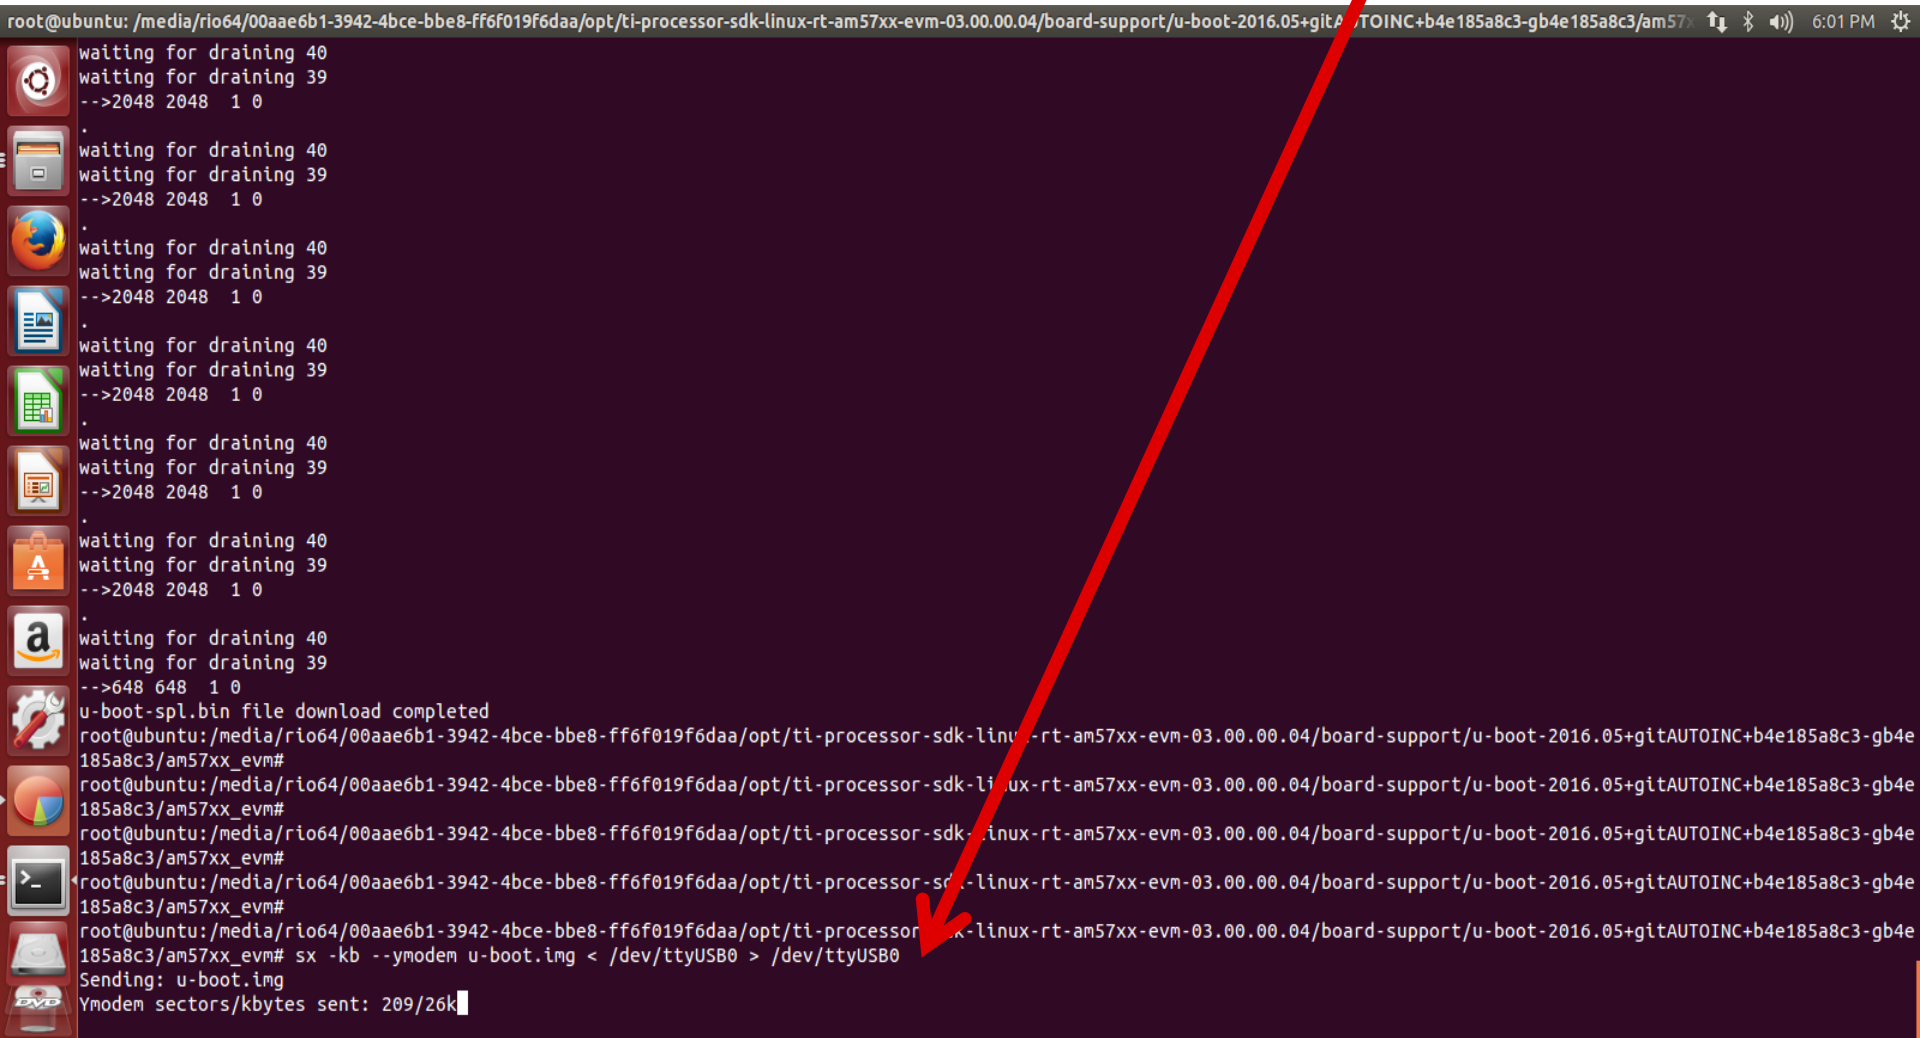 root@ubuntu: /media/rio64/00aae6b1-3942-4bce-bbe8-ff6f019f6daa/opt/ti-processor-sdk-linux-rt-am57xx-evm-03.00.00.04/board-support/u-boot-2016.05+gitAUTOINC+b4e185a8c3-gb4e185a8c3/am57x 6:01 PM
waiting for draining 40
waiting for draining 39
-->2048 2048  1 0
.
waiting for draining 40
waiting for draining 39
-->2048 2048  1 0
.
waiting for draining 40
waiting for draining 39
-->2048 2048  1 0
.
waiting for draining 40
waiting for draining 39
-->2048 2048  1 0
.
waiting for draining 40
waiting for draining 39
-->2048 2048  1 0
.
waiting for draining 40
waiting for draining 39
-->2048 2048  1 0
.
waiting for draining 40
waiting for draining 39
-->648 648  1 0
u-boot-spl.bin file download completed
root@ubuntu:/media/rio64/00aae6b1-3942-4bce-bbe8-ff6f019f6daa/opt/ti-processor-sdk-linux-rt-am57xx-evm-03.00.00.04/board-support/u-boot-2016.05+gitAUTOINC+b4e185a8c3-gb4e
185a8c3/am57xx_evm#
root@ubuntu:/media/rio64/00aae6b1-3942-4bce-bbe8-ff6f019f6daa/opt/ti-processor-sdk-linux-rt-am57xx-evm-03.00.00.04/board-support/u-boot-2016.05+gitAUTOINC+b4e185a8c3-gb4e
185a8c3/am57xx_evm#
root@ubuntu:/media/rio64/00aae6b1-3942-4bce-bbe8-ff6f019f6daa/opt/ti-processor-sdk-linux-rt-am57xx-evm-03.00.00.04/board-support/u-boot-2016.05+gitAUTOINC+b4e185a8c3-gb4e
185a8c3/am57xx_evm#
root@ubuntu:/media/rio64/00aae6b1-3942-4bce-bbe8-ff6f019f6daa/opt/ti-processor-sdk-linux-rt-am57xx-evm-03.00.00.04/board-support/u-boot-2016.05+gitAUTOINC+b4e185a8c3-gb4e
185a8c3/am57xx_evm#
root@ubuntu:/media/rio64/00aae6b1-3942-4bce-bbe8-ff6f019f6daa/opt/ti-processor-sdk-linux-rt-am57xx-evm-03.00.00.04/board-support/u-boot-2016.05+gitAUTOINC+b4e185a8c3-gb4e
185a8c3/am57xx_evm# sx -kb --ymodem u-boot.img < /dev/ttyUSB0 > /dev/ttyUSB0
Sending: u-boot.img
Ymodem sectors/kbytes sent: 209/26k
DVD